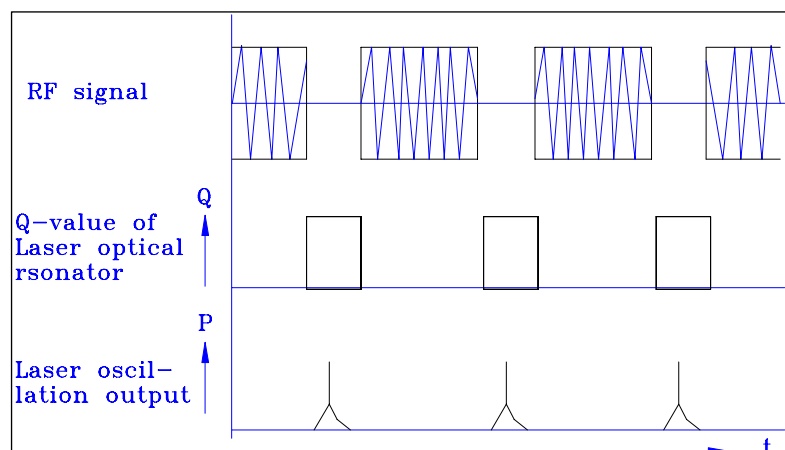 RF signal
Q
Q-value of
Laser optical
rsonator
P
Laser oscil-
lation output
t